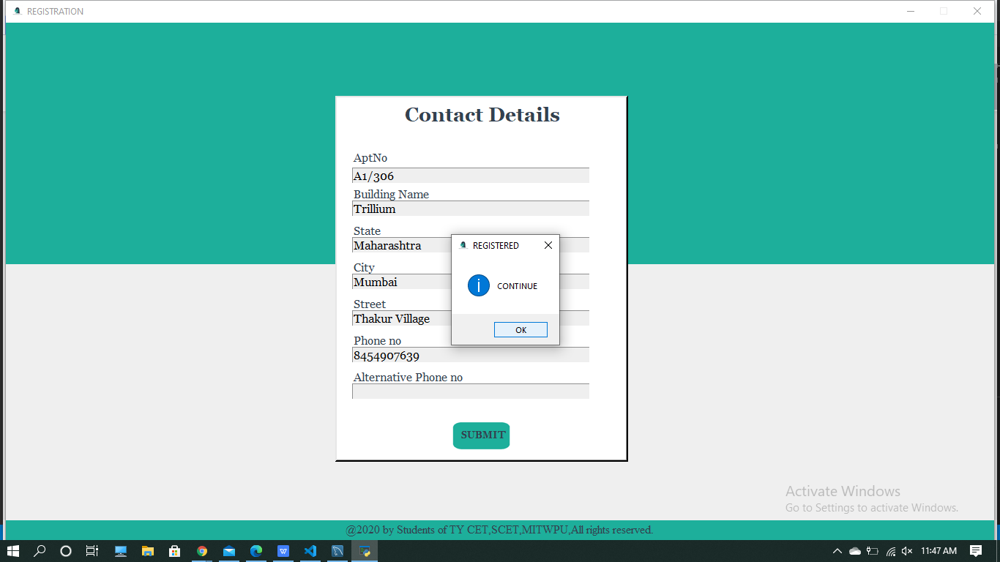 REGISTRATION
Contact Details
AptNo
A1/306
Building Name
Trillium
State
Maharashtra
REGISTERED
City
CONTINUE
Mumbai
Street
Thakur Village
OK
Phone no
8454907639
Alternative Phone no
SUBMIT
Activate Windows
Go to Settings to activate Windows.
@2020 by Students of TY CET,SCET,MITWPU,All rights reserved.
11:47 AM